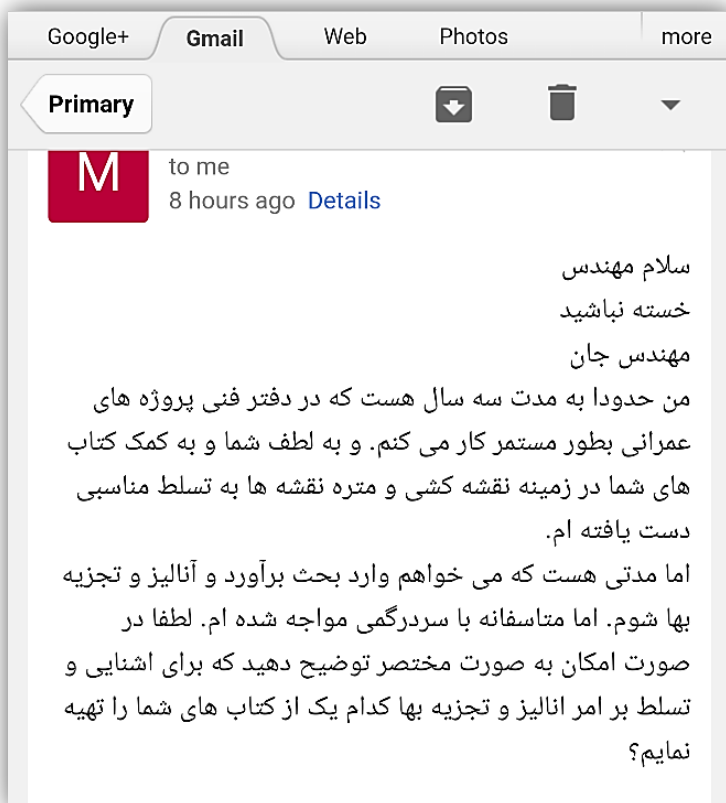 Google+ Gmail Web Photos more
Primary
M to me
8 hours ago Details
سلام مهندس
خسته نباشید
مهندس جان
من حدودا به مدت سه سال هست که در دفتر فنی پروژه های
عمرانی بطور مستمر کار می کنم. و به لطف شما و به کمک کتاب
های شما در زمینه نقشه کشی و متره نقشه ها به تسلط مناسبی
دست یافته ام.
اما مدتی هست که می خواهم وارد بحث برآورد و آنالیز و تجزیه
بها شوم. اما متاسفانه با سردرگمی مواجه شده ام. لطفا در
صورت امکان به صورت مختصر توضیح دهید که برای اشنایی و
تسلط بر امر انالیز و تجزیه بها کدام یک از کتاب های شما را تهیه
نمایم؟